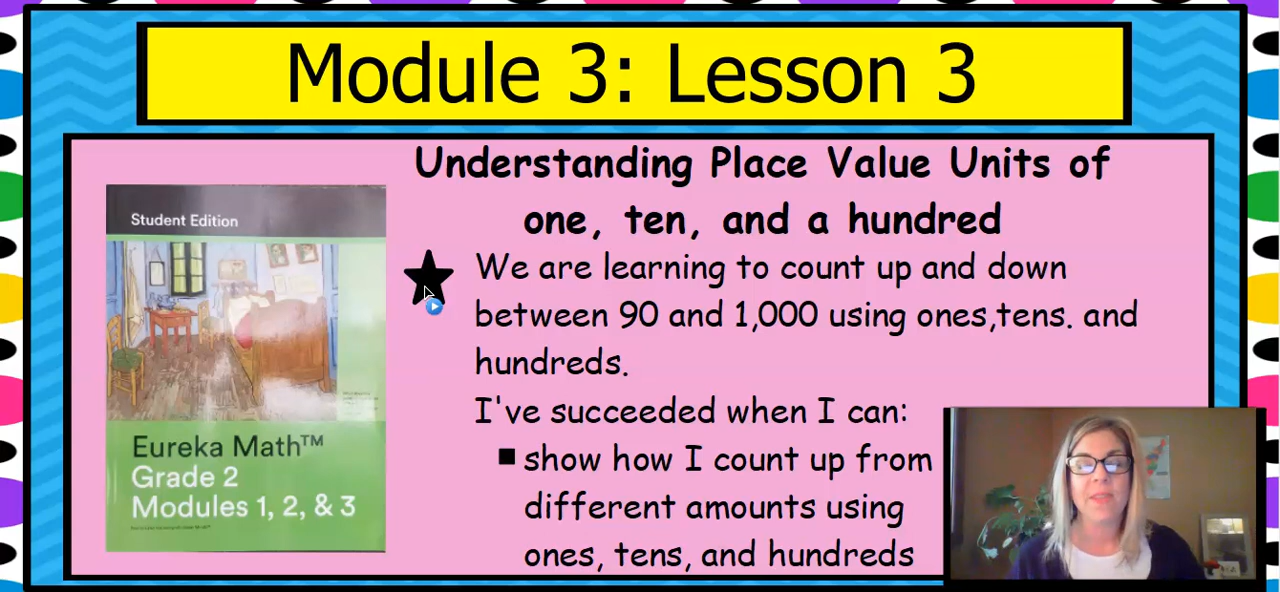 Module 3: Lesson 3
Understanding Place Value Units of
one, ten, and a hundred
Student Edition
Eureka Math™
Grade 2
Modules 1, 2, & 3
We are learning to count up and down
between 90 and 1,000 using ones,tens. and
hundreds.
I've succeeded when I can:
show how I count up from
different amounts using
ones, tens, and hundreds